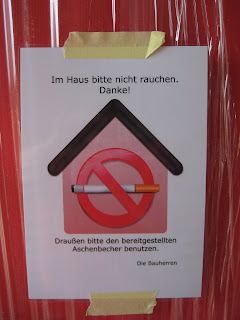 Im Haus bitte nicht rauchen.
Danke!
Draußen bitte den bereitgestellten
Aschenbecher benutzen.
Die Bauherren